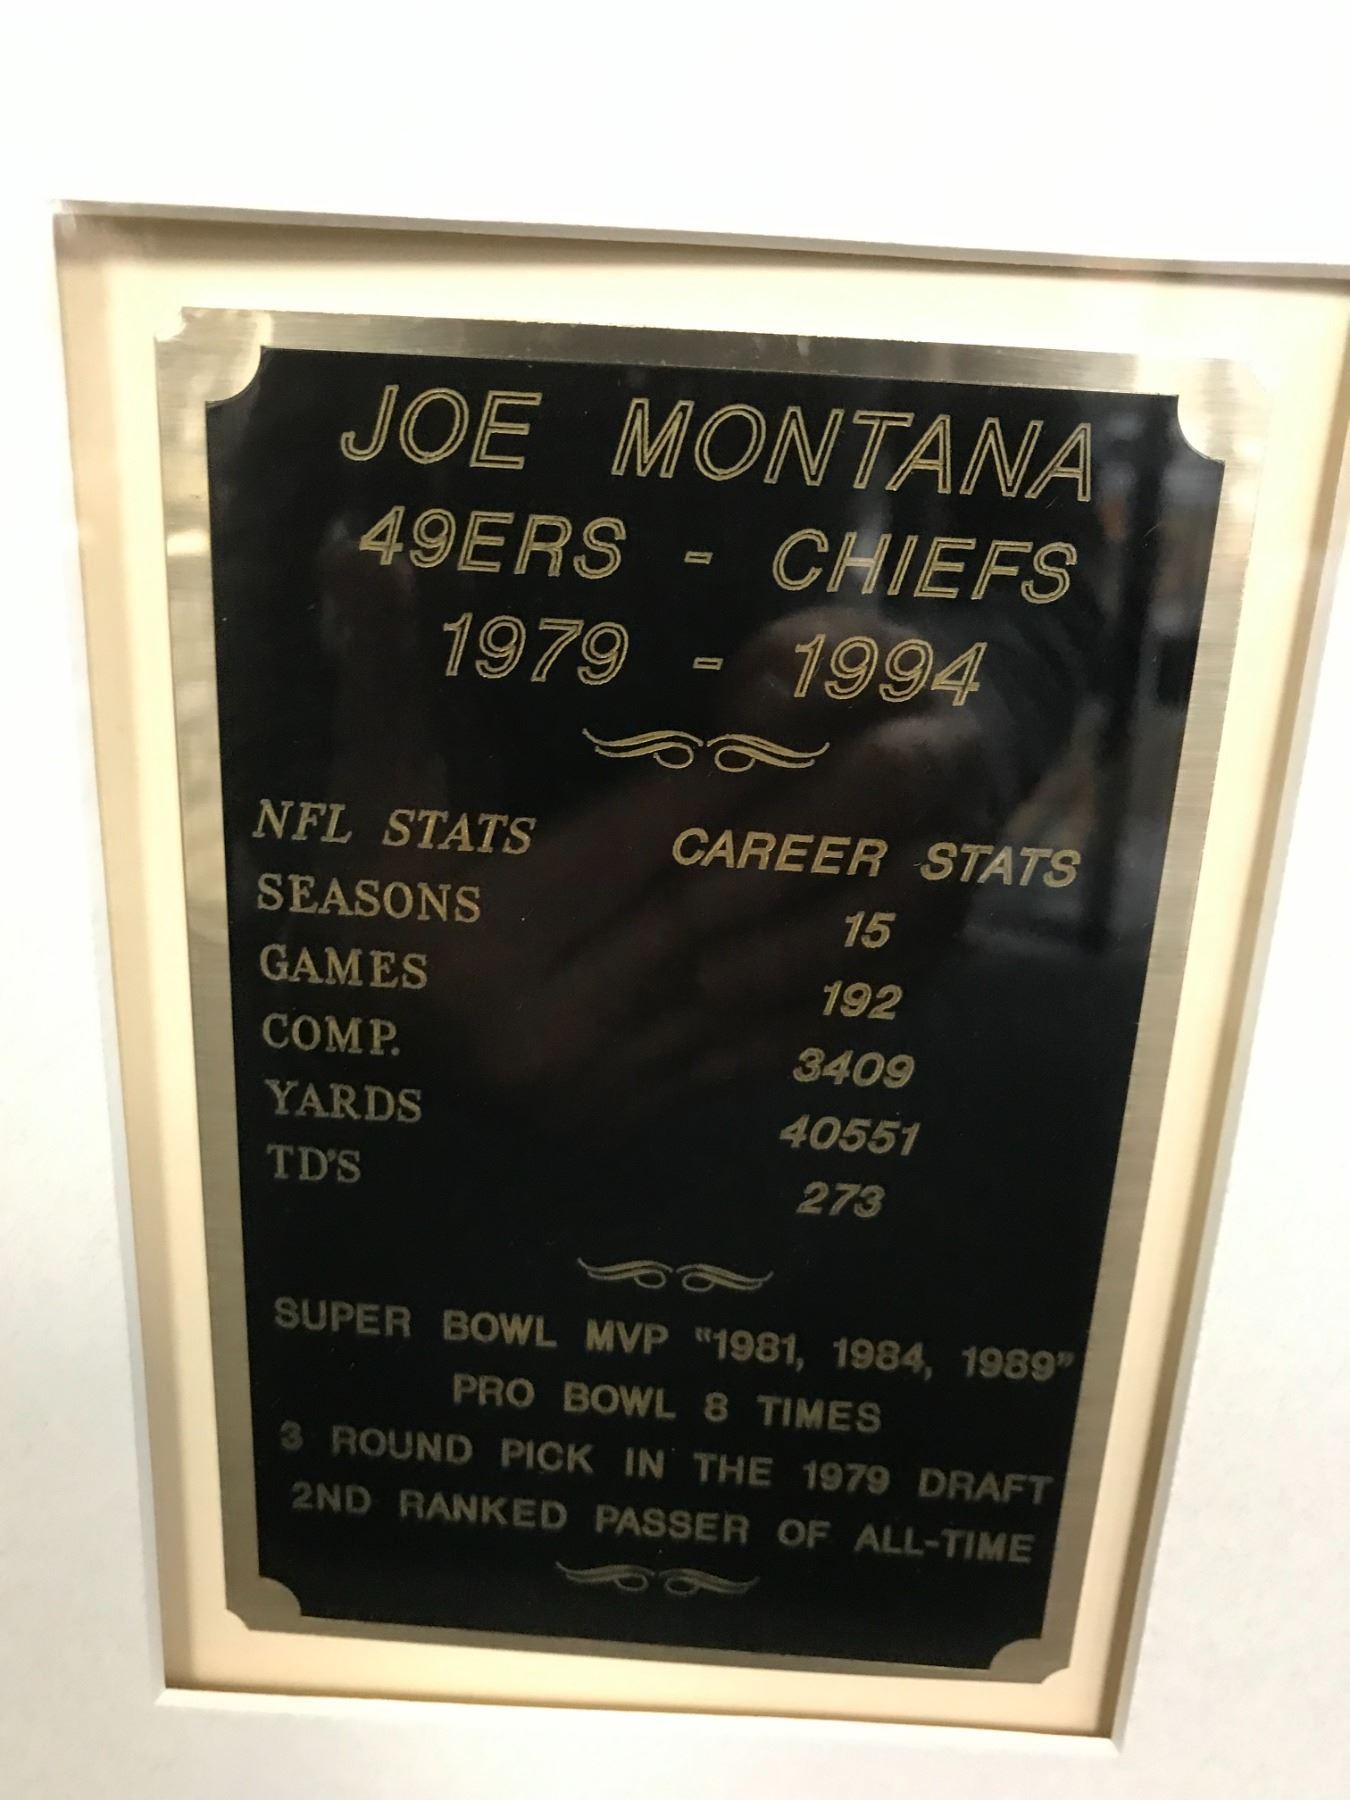 JOE MONTANA
49ERS - CHIEFS
1979 - 1994
NFL STATS CAREER STATS
SEASONS 15
GAMES 192
COMP. 3409
YARDS 40551
TD'S 273
SUPER BOWL MVP "1981, 1984, 1989"
PRO BOWL 8 TIMES
3 ROUND PICK IN THE 1979 DRAFT
2ND RANKED PASSER OF ALL-TIME